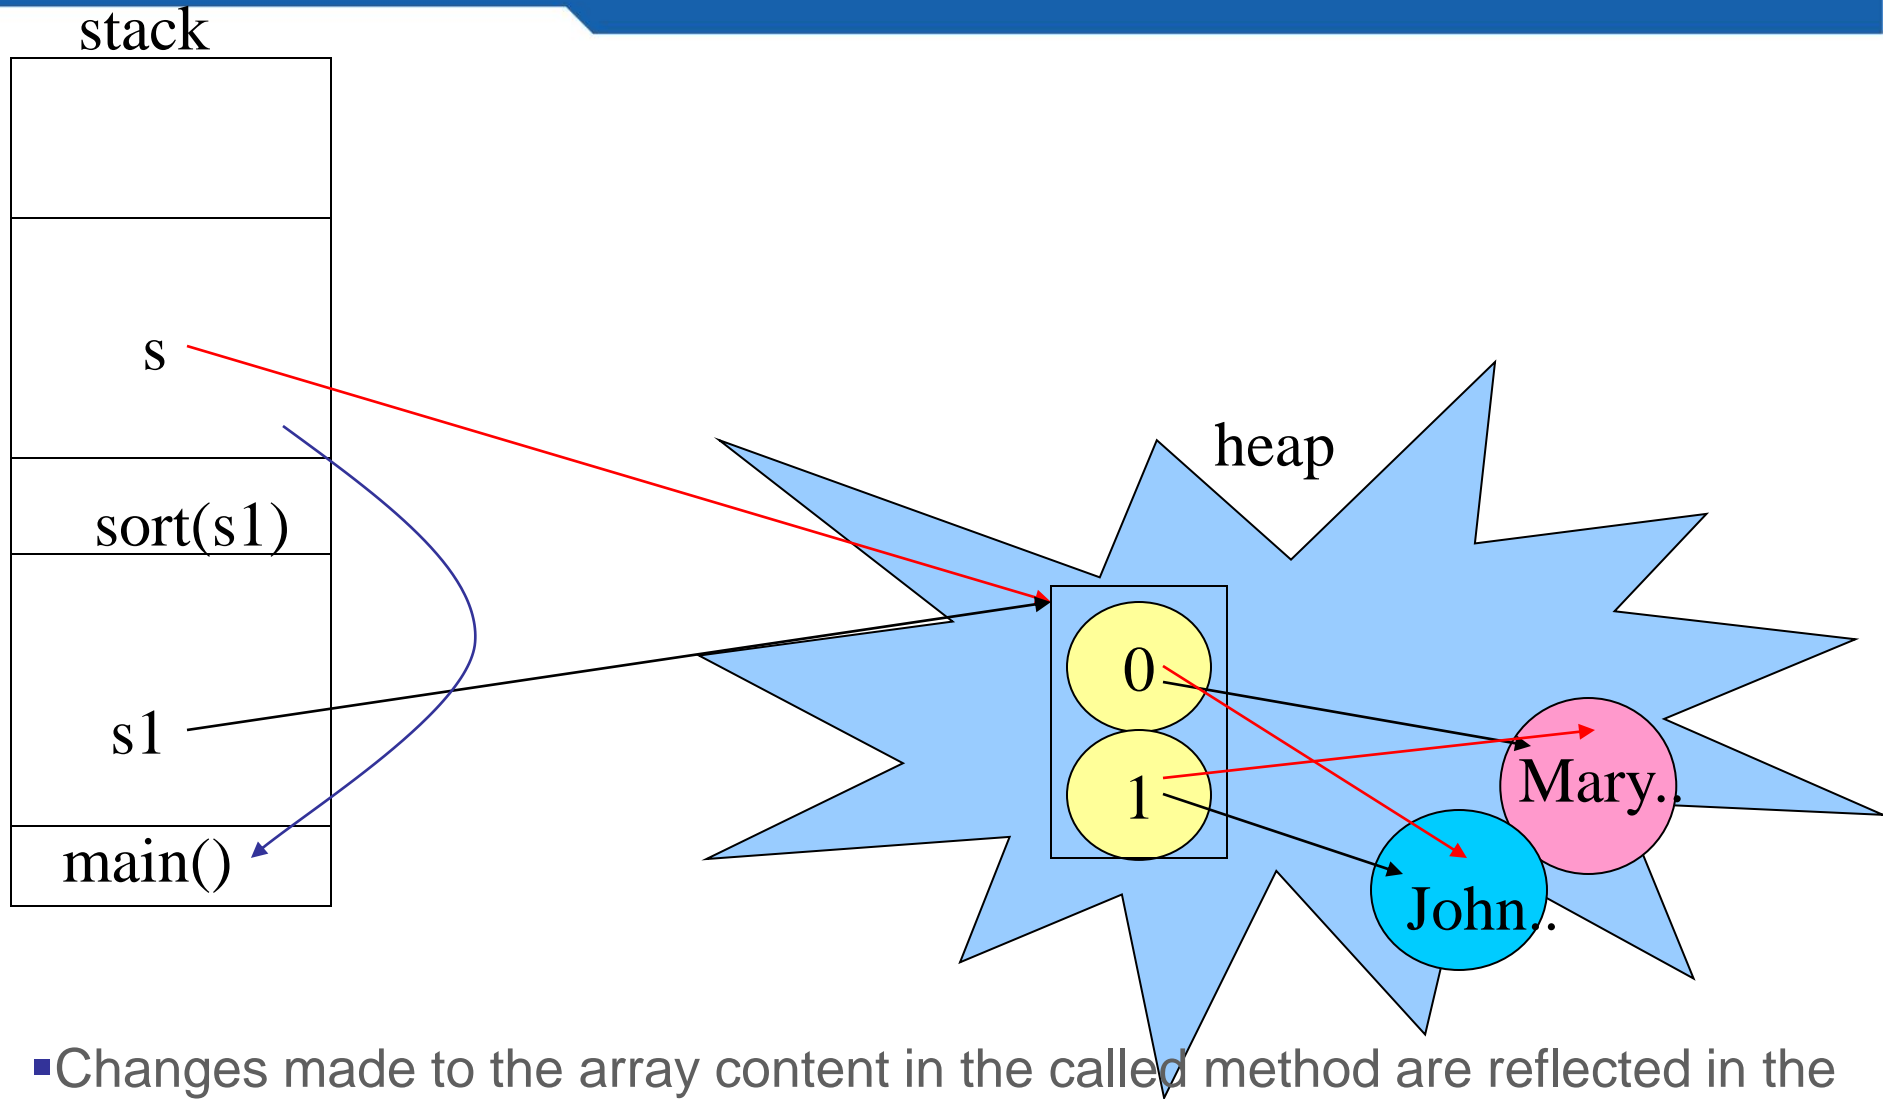 stack
s
heap
sort(s1)
0
s1
1
Mary..
main()
John..
▪Changes made to the array content in the called method are reflected in the